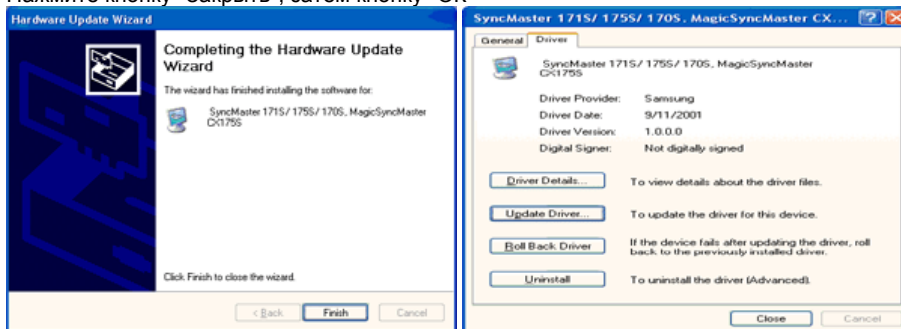 Нажмите кнопку "Закрыть", затем кнопку "OK"
Hardware Update Wizard
Completing the Hardware Update
Wizard
The wizard has finished installing the software for:
SyncMaster 171S/ 175S/ 170S, MagicSyncMaster
CX175S
Click Finish to close the wizard.
< Back
Finish
Cancel
SyncMaster 171S/ 175S/ 170S, MagicSyncMaster CX...
General
Driver
SyncMaster 171S/ 175S/ 170S, MagicSyncMaster
CX175S
Driver Provider: Samsung
Driver Date: 9/11/2001
Driver Version: 1.0.0.0
Digital Signer: Not digitally signed
Driver Details... To view details about the driver files.
Update Driver... To update the driver for this device.
Roll Back Driver If the device fails after updating the driver, roll
back to the previously installed driver.
Uninstall To uninstall the driver (Advanced).
Close
Cancel